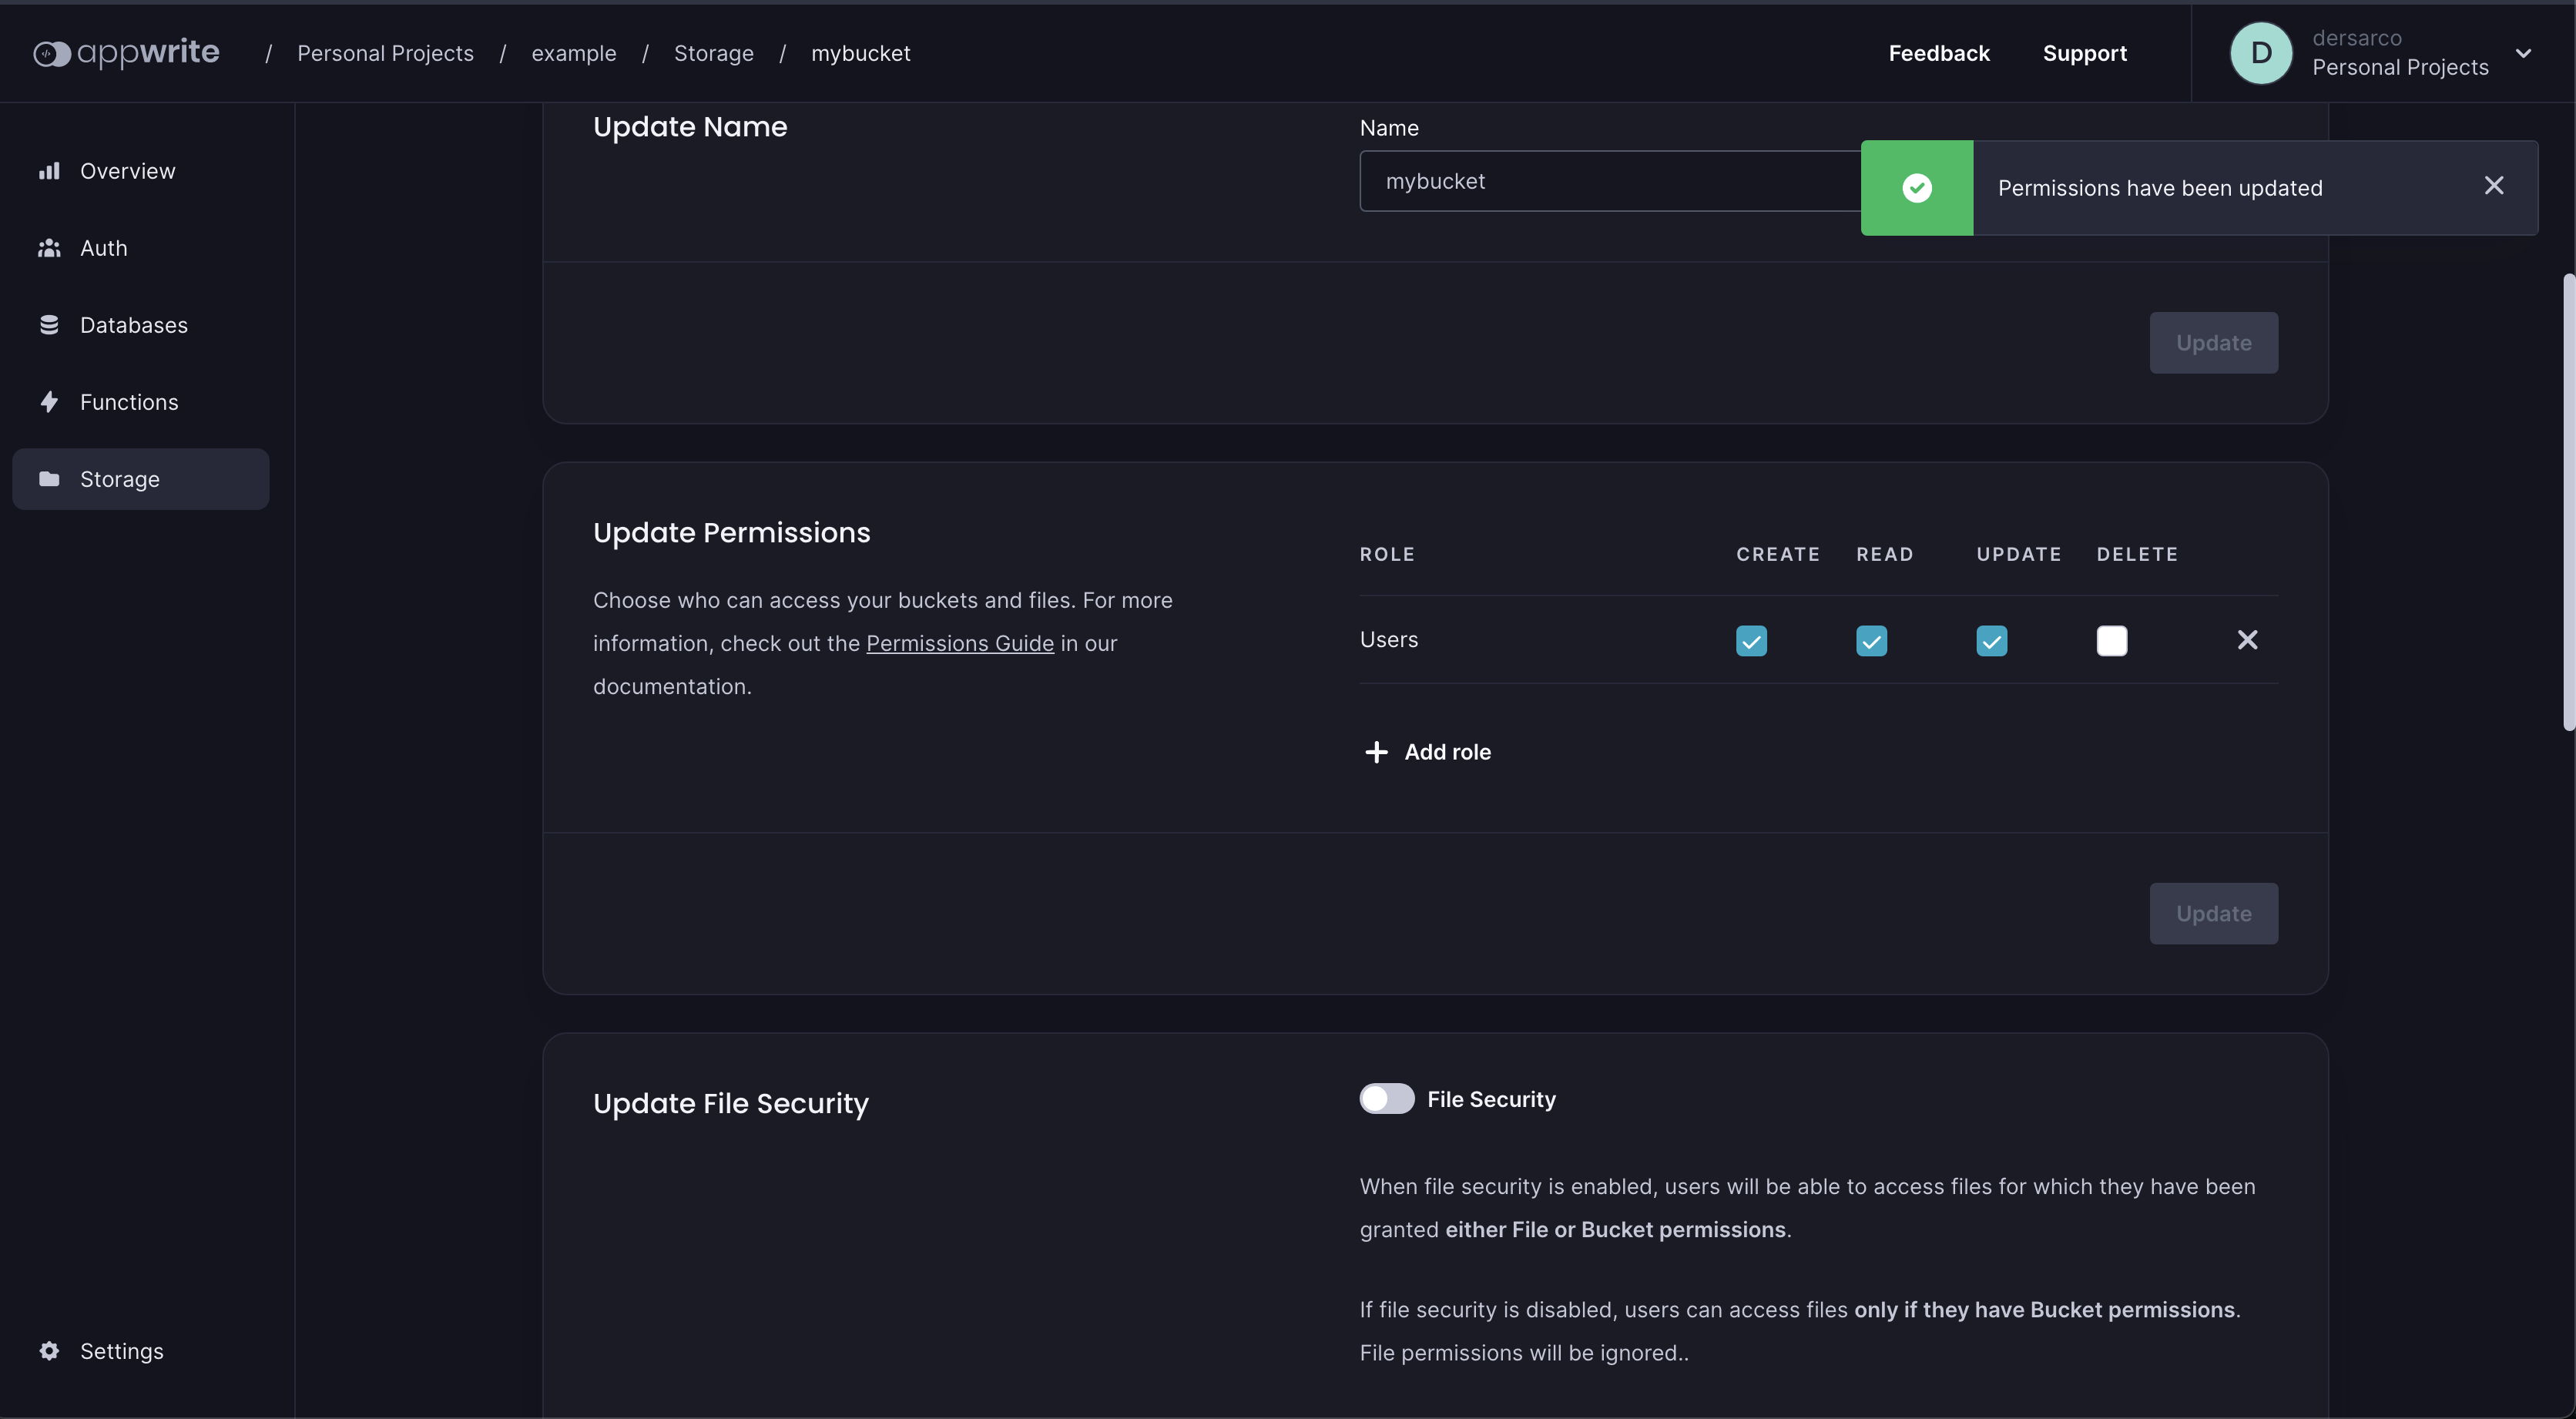 appwrite / Personal Projects / example / Storage / mybucket
Feedback Support
D
dersarco
Personal Projects
Overview
Auth
Databases
Functions
Storage
Settings
Update Name
Name
mybucket
Permissions have been updated
Update
Update Permissions
Choose who can access your buckets and files. For more
information, check out the Permissions Guide in our
documentation.
ROLE CREATE READ UPDATE DELETE
Users
Add role
Update
Update File Security
File Security
When file security is enabled, users will be able to access files for which they have been
granted either File or Bucket permissions.
If file security is disabled, users can access files only if they have Bucket permissions.
File permissions will be ignored..